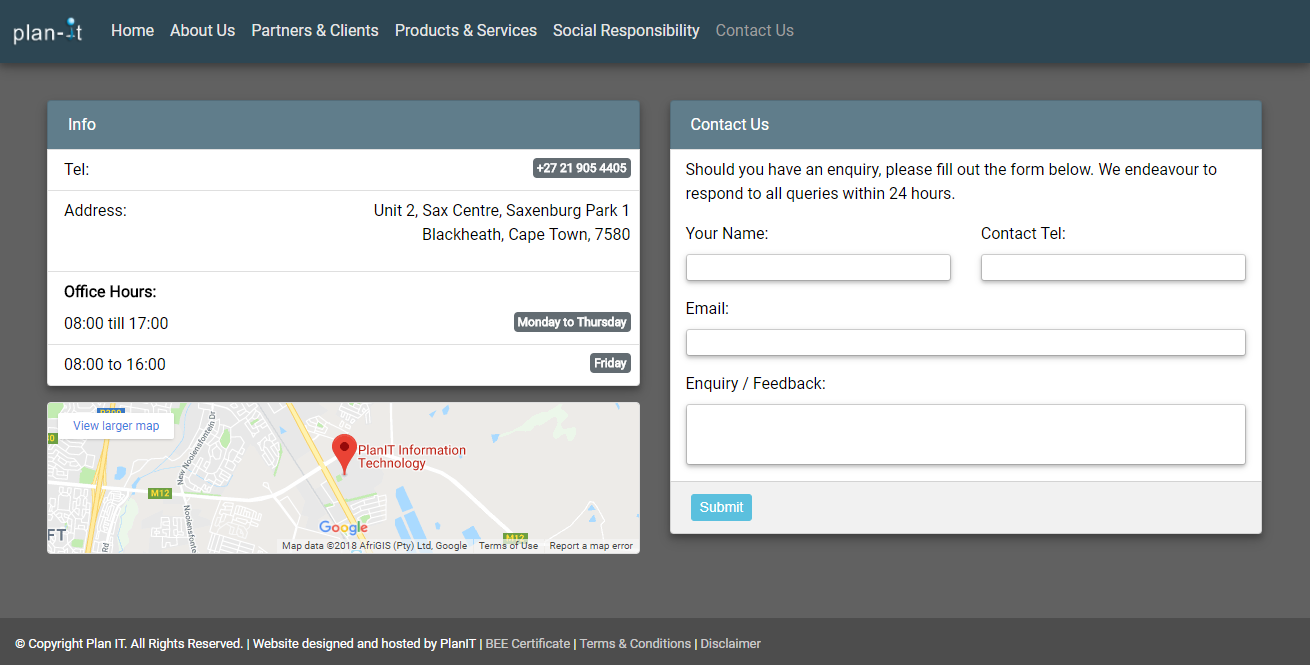 plan-it
Home About Us Partners & Clients Products & Services Social Responsibility Contact Us
Info
Tel: +27 21 905 4405
Address: Unit 2, Sax Centre, Saxenburg Park 1
Blackheath, Cape Town, 7580
Office Hours:
08:00 till 17:00 Monday to Thursday
08:00 to 16:00 Friday
View larger map
PlanIT Information
Technology
New Nooiensfontein Dr
M12
Nooiensfontein
Rd
FT
M12
Google
Map data ©2018 AfriGIS (Pty) Ltd, Google Terms of Use Report a map error
Contact Us
Should you have an enquiry, please fill out the form below. We endeavour to
respond to all queries within 24 hours.
Your Name: Contact Tel:
Email:
Enquiry / Feedback:
Submit
© Copyright Plan IT. All Rights Reserved. | Website designed and hosted by PlanIT | BEE Certificate | Terms & Conditions | Disclaimer